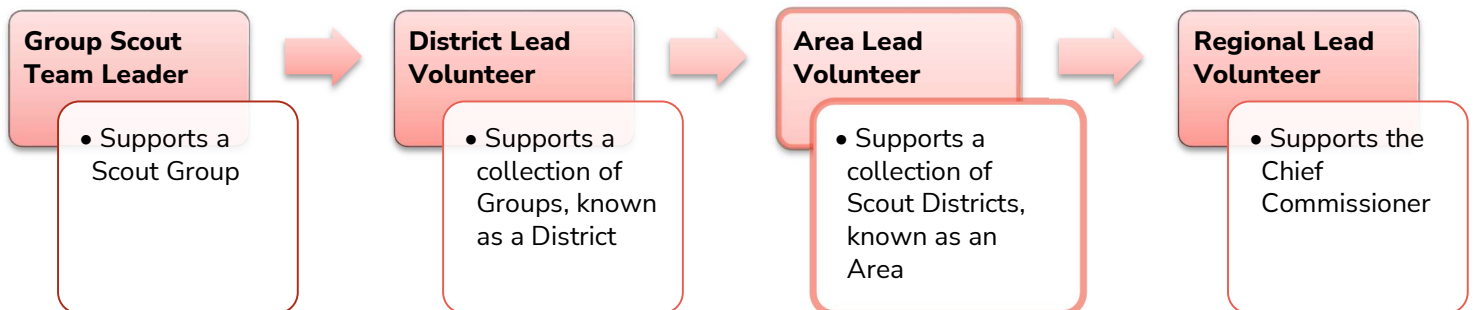 Group Scout
Team Leader
• Supports a
Scout Group
District Lead
Volunteer
• Supports a
collection of
Groups, known
as a District
Area Lead
Volunteer
• Supports a
collection of
Scout Districts,
known as an
Area
Regional Lead
Volunteer
• Supports the
Chief
Commissioner